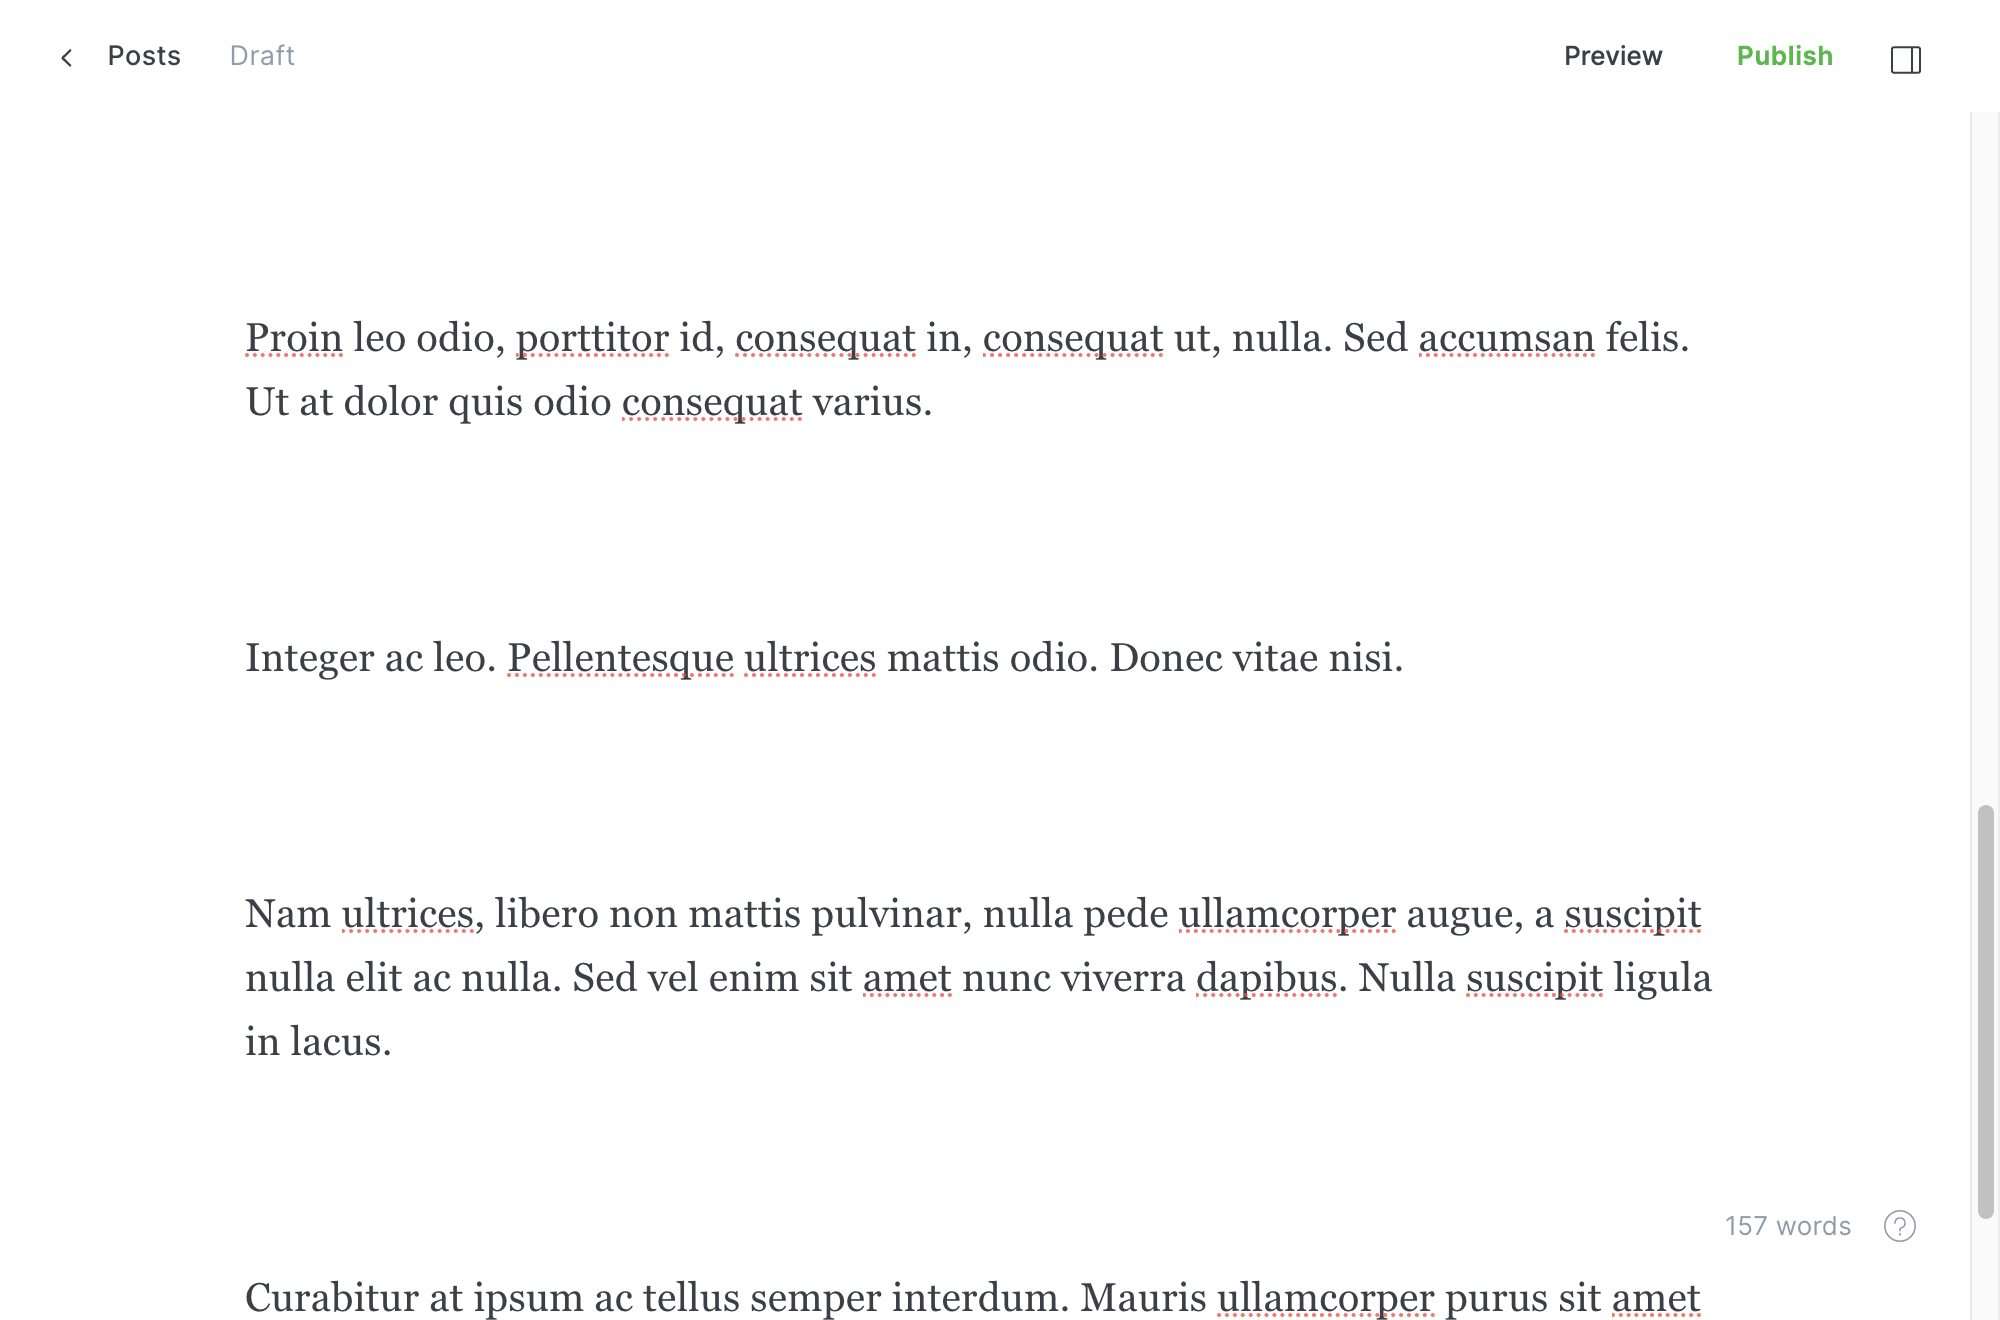 Posts Draft Preview Publish
Proin leo odio, porttitor id, consequat in, consequat ut, nulla. Sed accumsan felis.
Ut at dolor quis odio consequat varius.
Integer ac leo. Pellentesque ultrices mattis odio. Donec vitae nisi.
Nam ultrices, libero non mattis pulvinar, nulla pede ullamcorper augue, a suscipit
nulla elit ac nulla. Sed vel enim sit amet nunc viverra dapibus. Nulla suscipit ligula
in lacus.
157 words ?
Curabitur at ipsum ac tellus semper interdum. Mauris ullamcorper purus sit amet